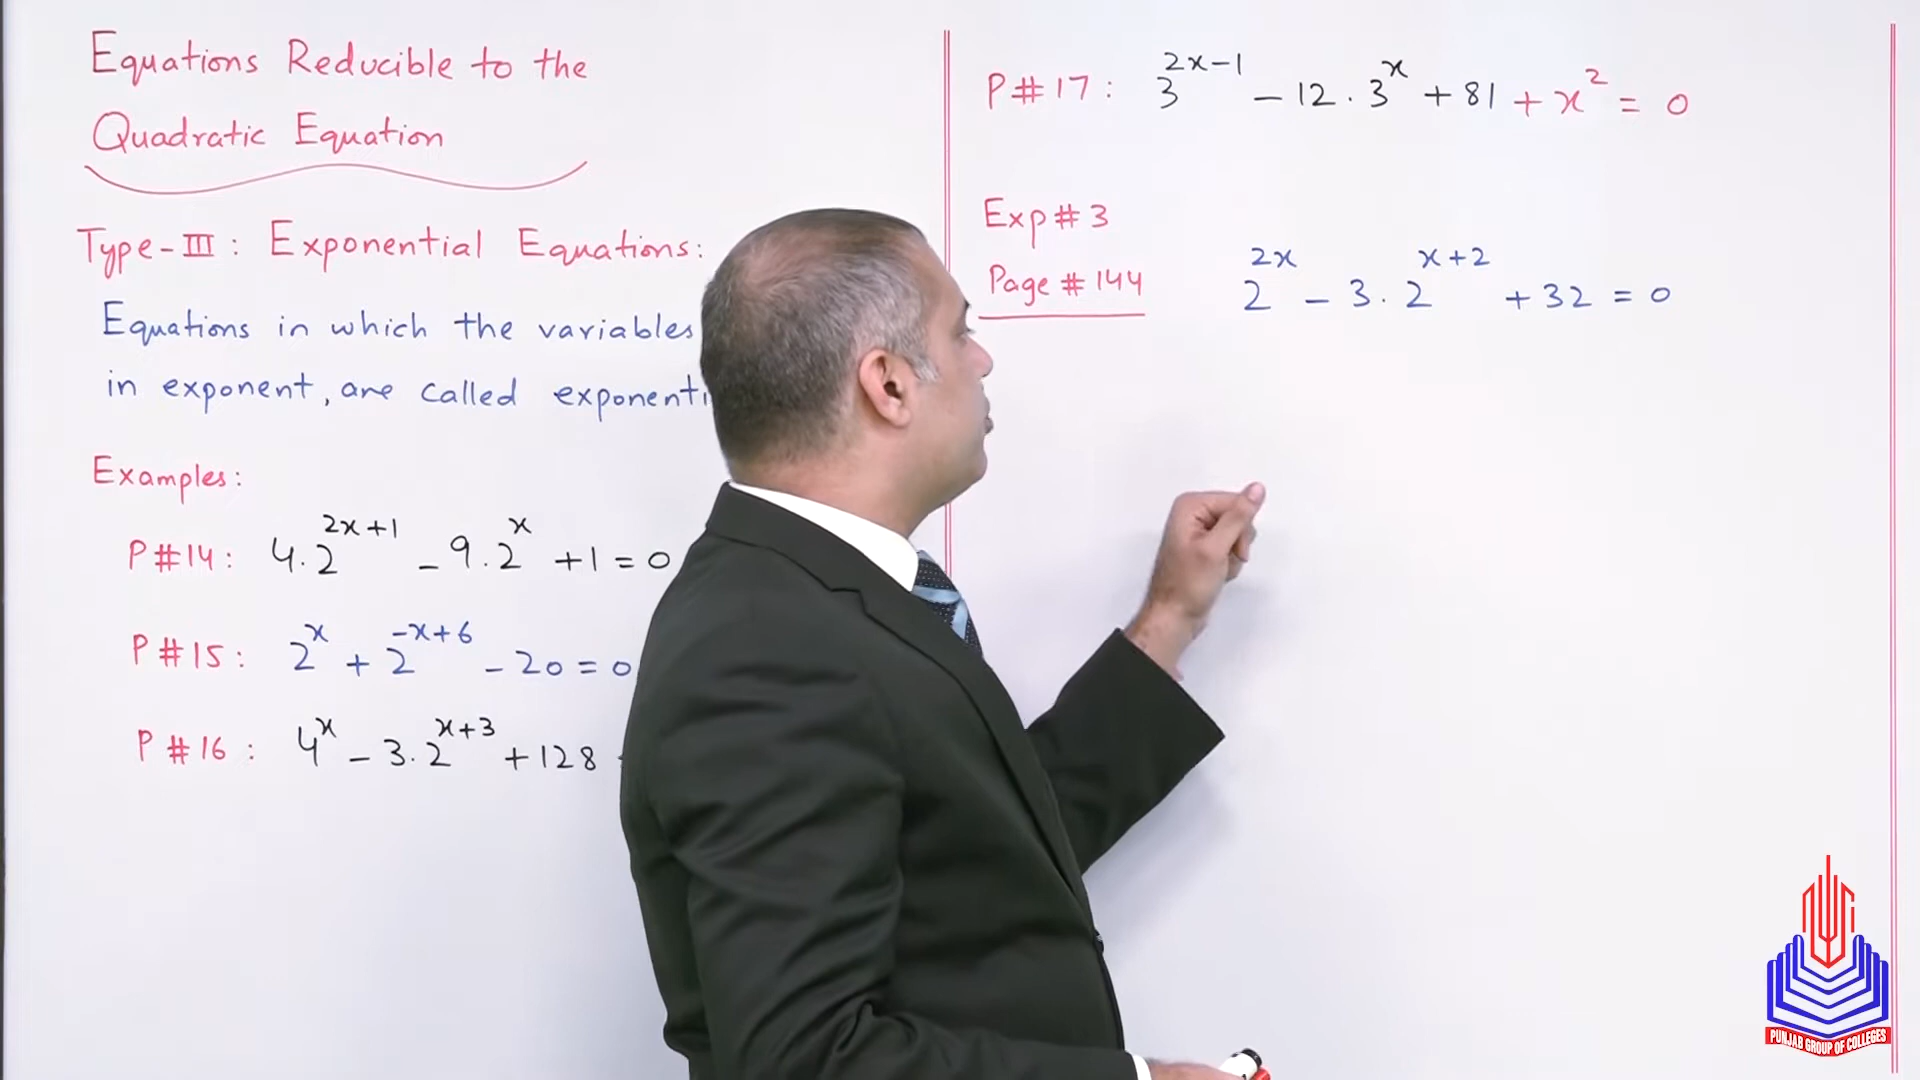 Equations Reducible to the
Quadratic Equation
Type-III: Exponential Equations:
Equations in which the variables
in exponent, are called exponenti
Examples:
P#14: 4.2^{2x+1} - 9.2^{x} + 1 = 0
P#15: 2^{x} + 2^{-x+6} - 20 = 0
P#16: 4^{x} - 3.2^{x+3} + 128
P#17: 3^{2x-1} - 12.3^{x} + 81 + x^{2} = 0
Exp#3
Page#144
2^{2x} - 3.2^{x+2} + 32 = 0
PUNJAB GROUP OF COLLEGES